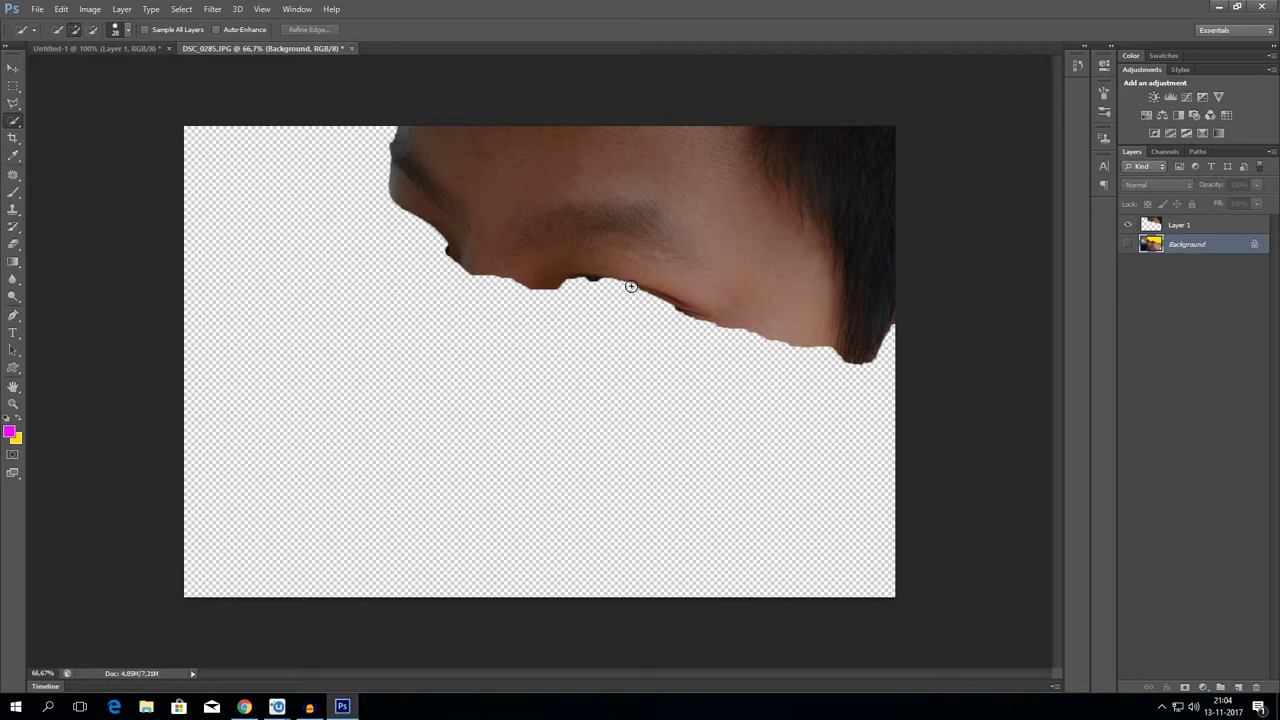 Ps File Edit Image Layer Type Select Filter 3D View Window Help
28 Sample All Layers Auto-Enhance Refine Edge... Essentials
Untitled-1 @ 100% (Layer 1, RGB/8) * × DSC_0285.JPG @ 66,7% (Background, RGB/8) * ×
Color Swatches
Adjustments Styles
Add an adjustment
Layers Channels Paths
Kind
Normal Opacity: 100%
Lock: Fill: 100%
Layer 1
Background
66,67% Doc: 4,85M/7,31M
Timeline
21:04
13-11-2017